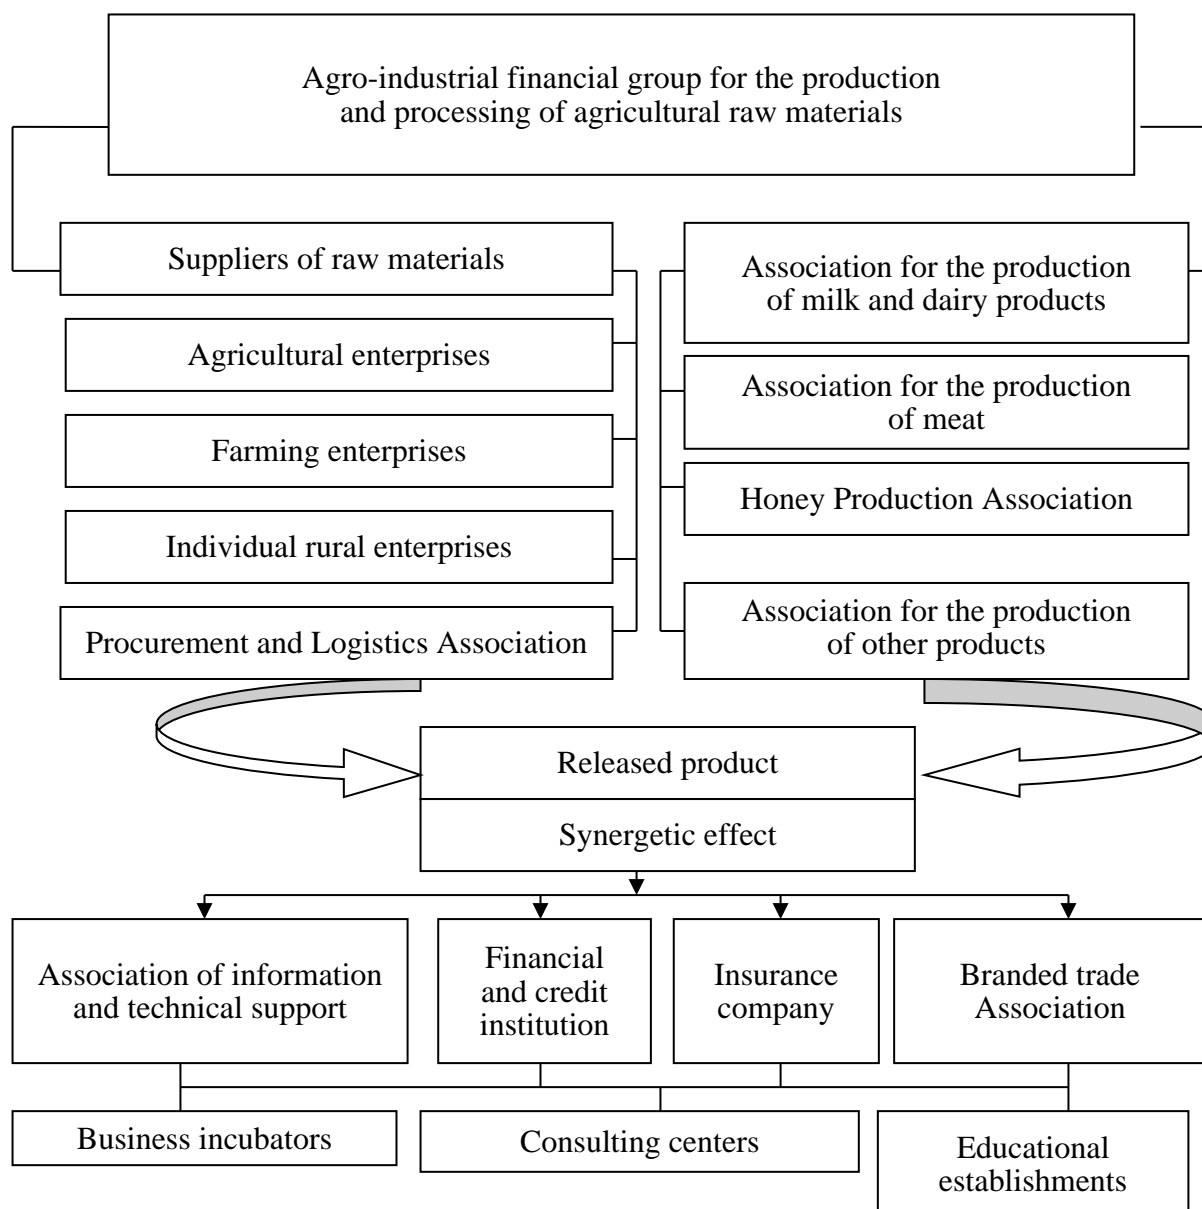 Agro-industrial financial group for the production
and processing of agricultural raw materials
Suppliers of raw materials
Agricultural enterprises
Farming enterprises
Individual rural enterprises
Procurement and Logistics Association
Association for the production
of milk and dairy products
Association for the production
of meat
Honey Production Association
Association for the production
of other products
Released product
Synergetic effect
Association of information
and technical support
Financial
and credit
institution
Insurance
company
Branded trade
Association
Business incubators
Consulting centers
Educational
establishments